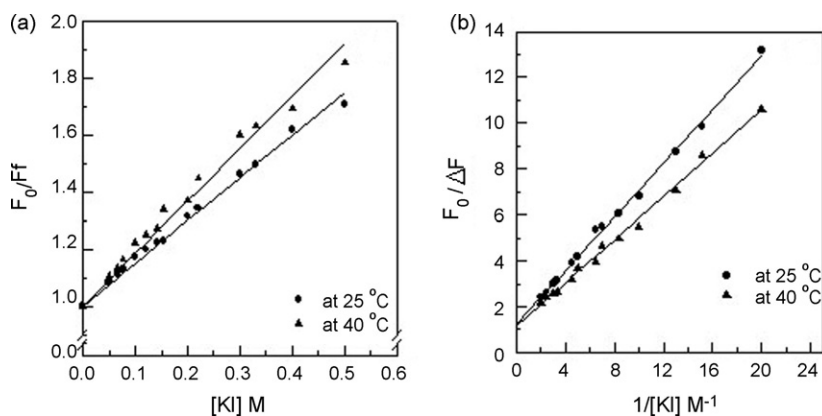 (a)
2.0
1.8
1.6
1.4
1.2
1.0
0.0
F₀/Ff
at 25 °C
at 40 °C
0.0 0.1 0.2 0.3 0.4 0.5 0.6
[KI] M
(b)
14
12
10
8
6
4
2
0
F₀/ΔF
at 25 °C
at 40 °C
0 4 8 12 16 20 24
1/[KI] M⁻¹